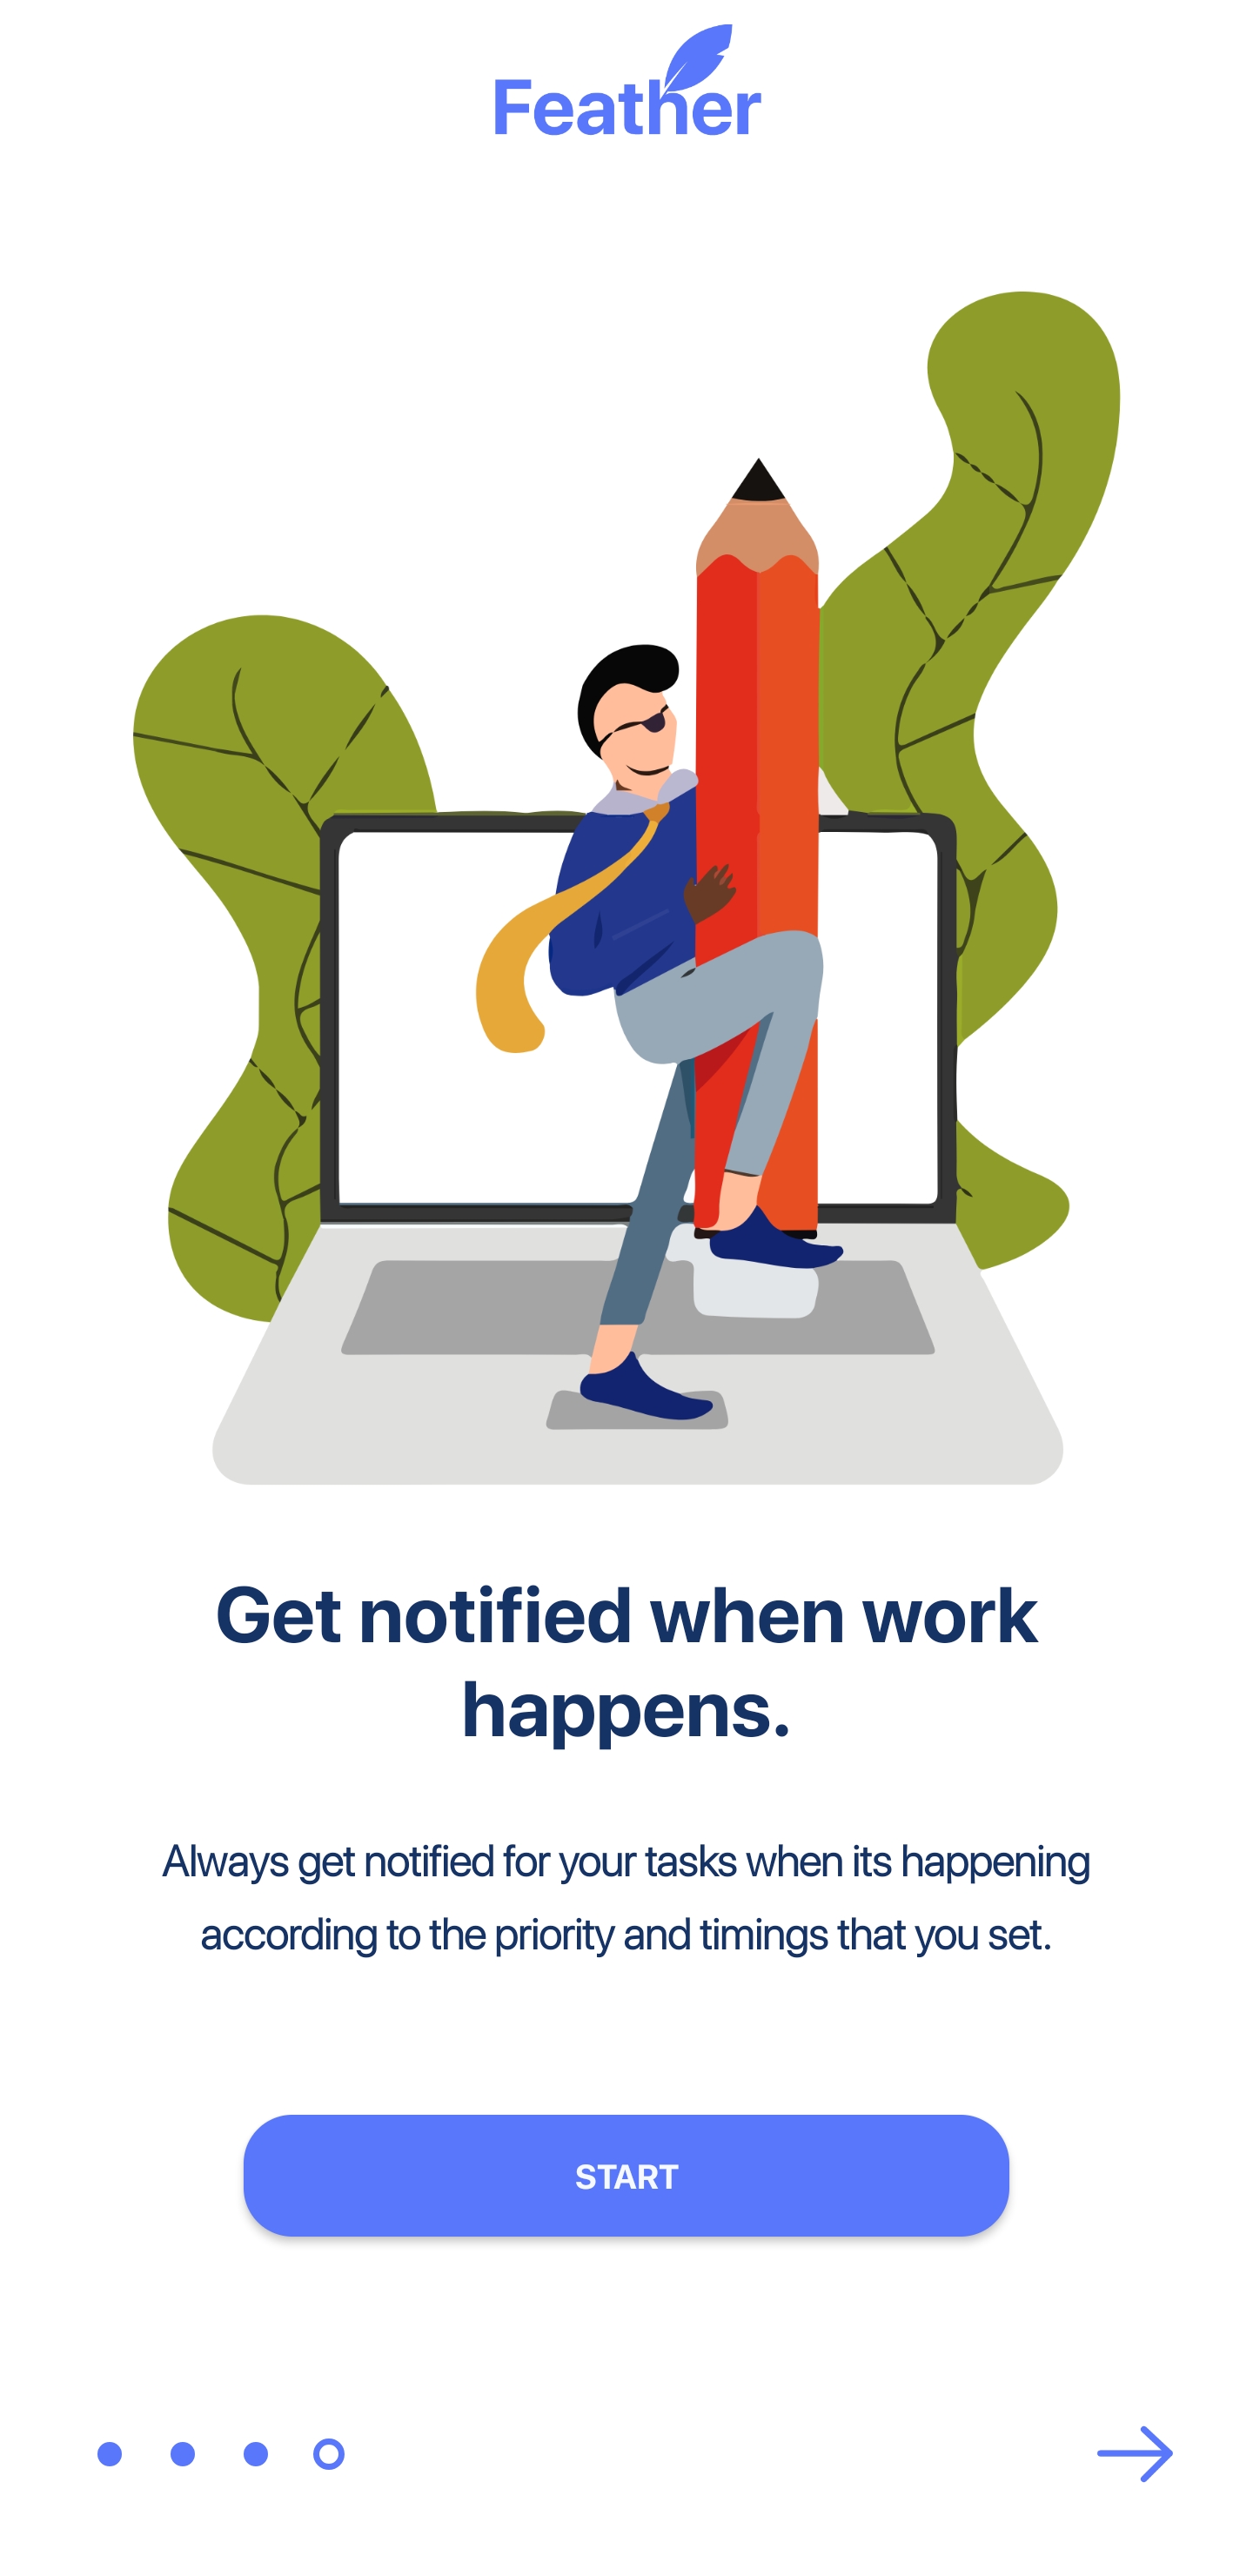 Feather
Get notified when work
happens.
Always get notified for your tasks when its happening
according to the priority and timings that you set.
START